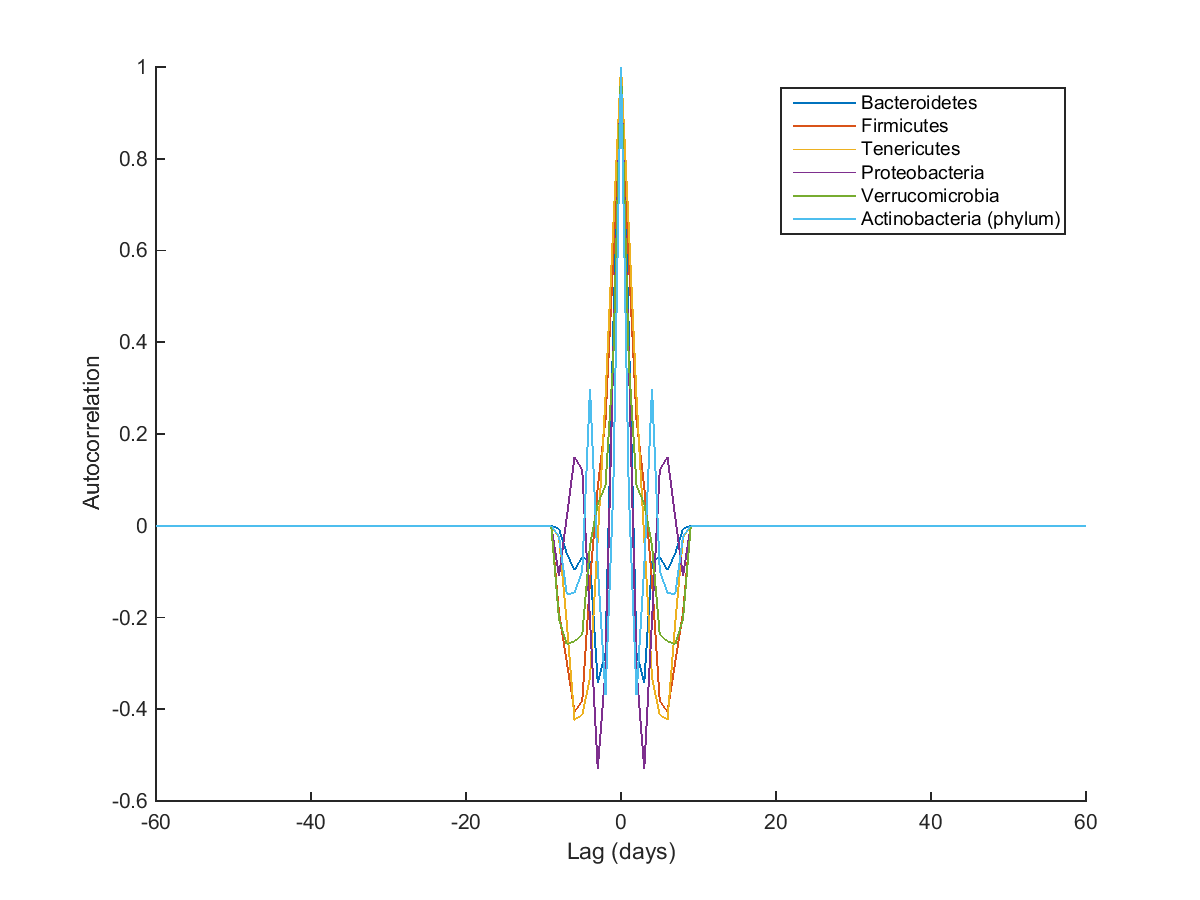 1
0.8
0.6
0.4
0.2
0
-0.2
-0.4
-0.6
Autocorrelation
-60
-40
-20
0
20
40
60
Lag (days)
Bacteroidetes
Firmicutes
Tenericutes
Proteobacteria
Verrucomicrobia
Actinobacteria (phylum)